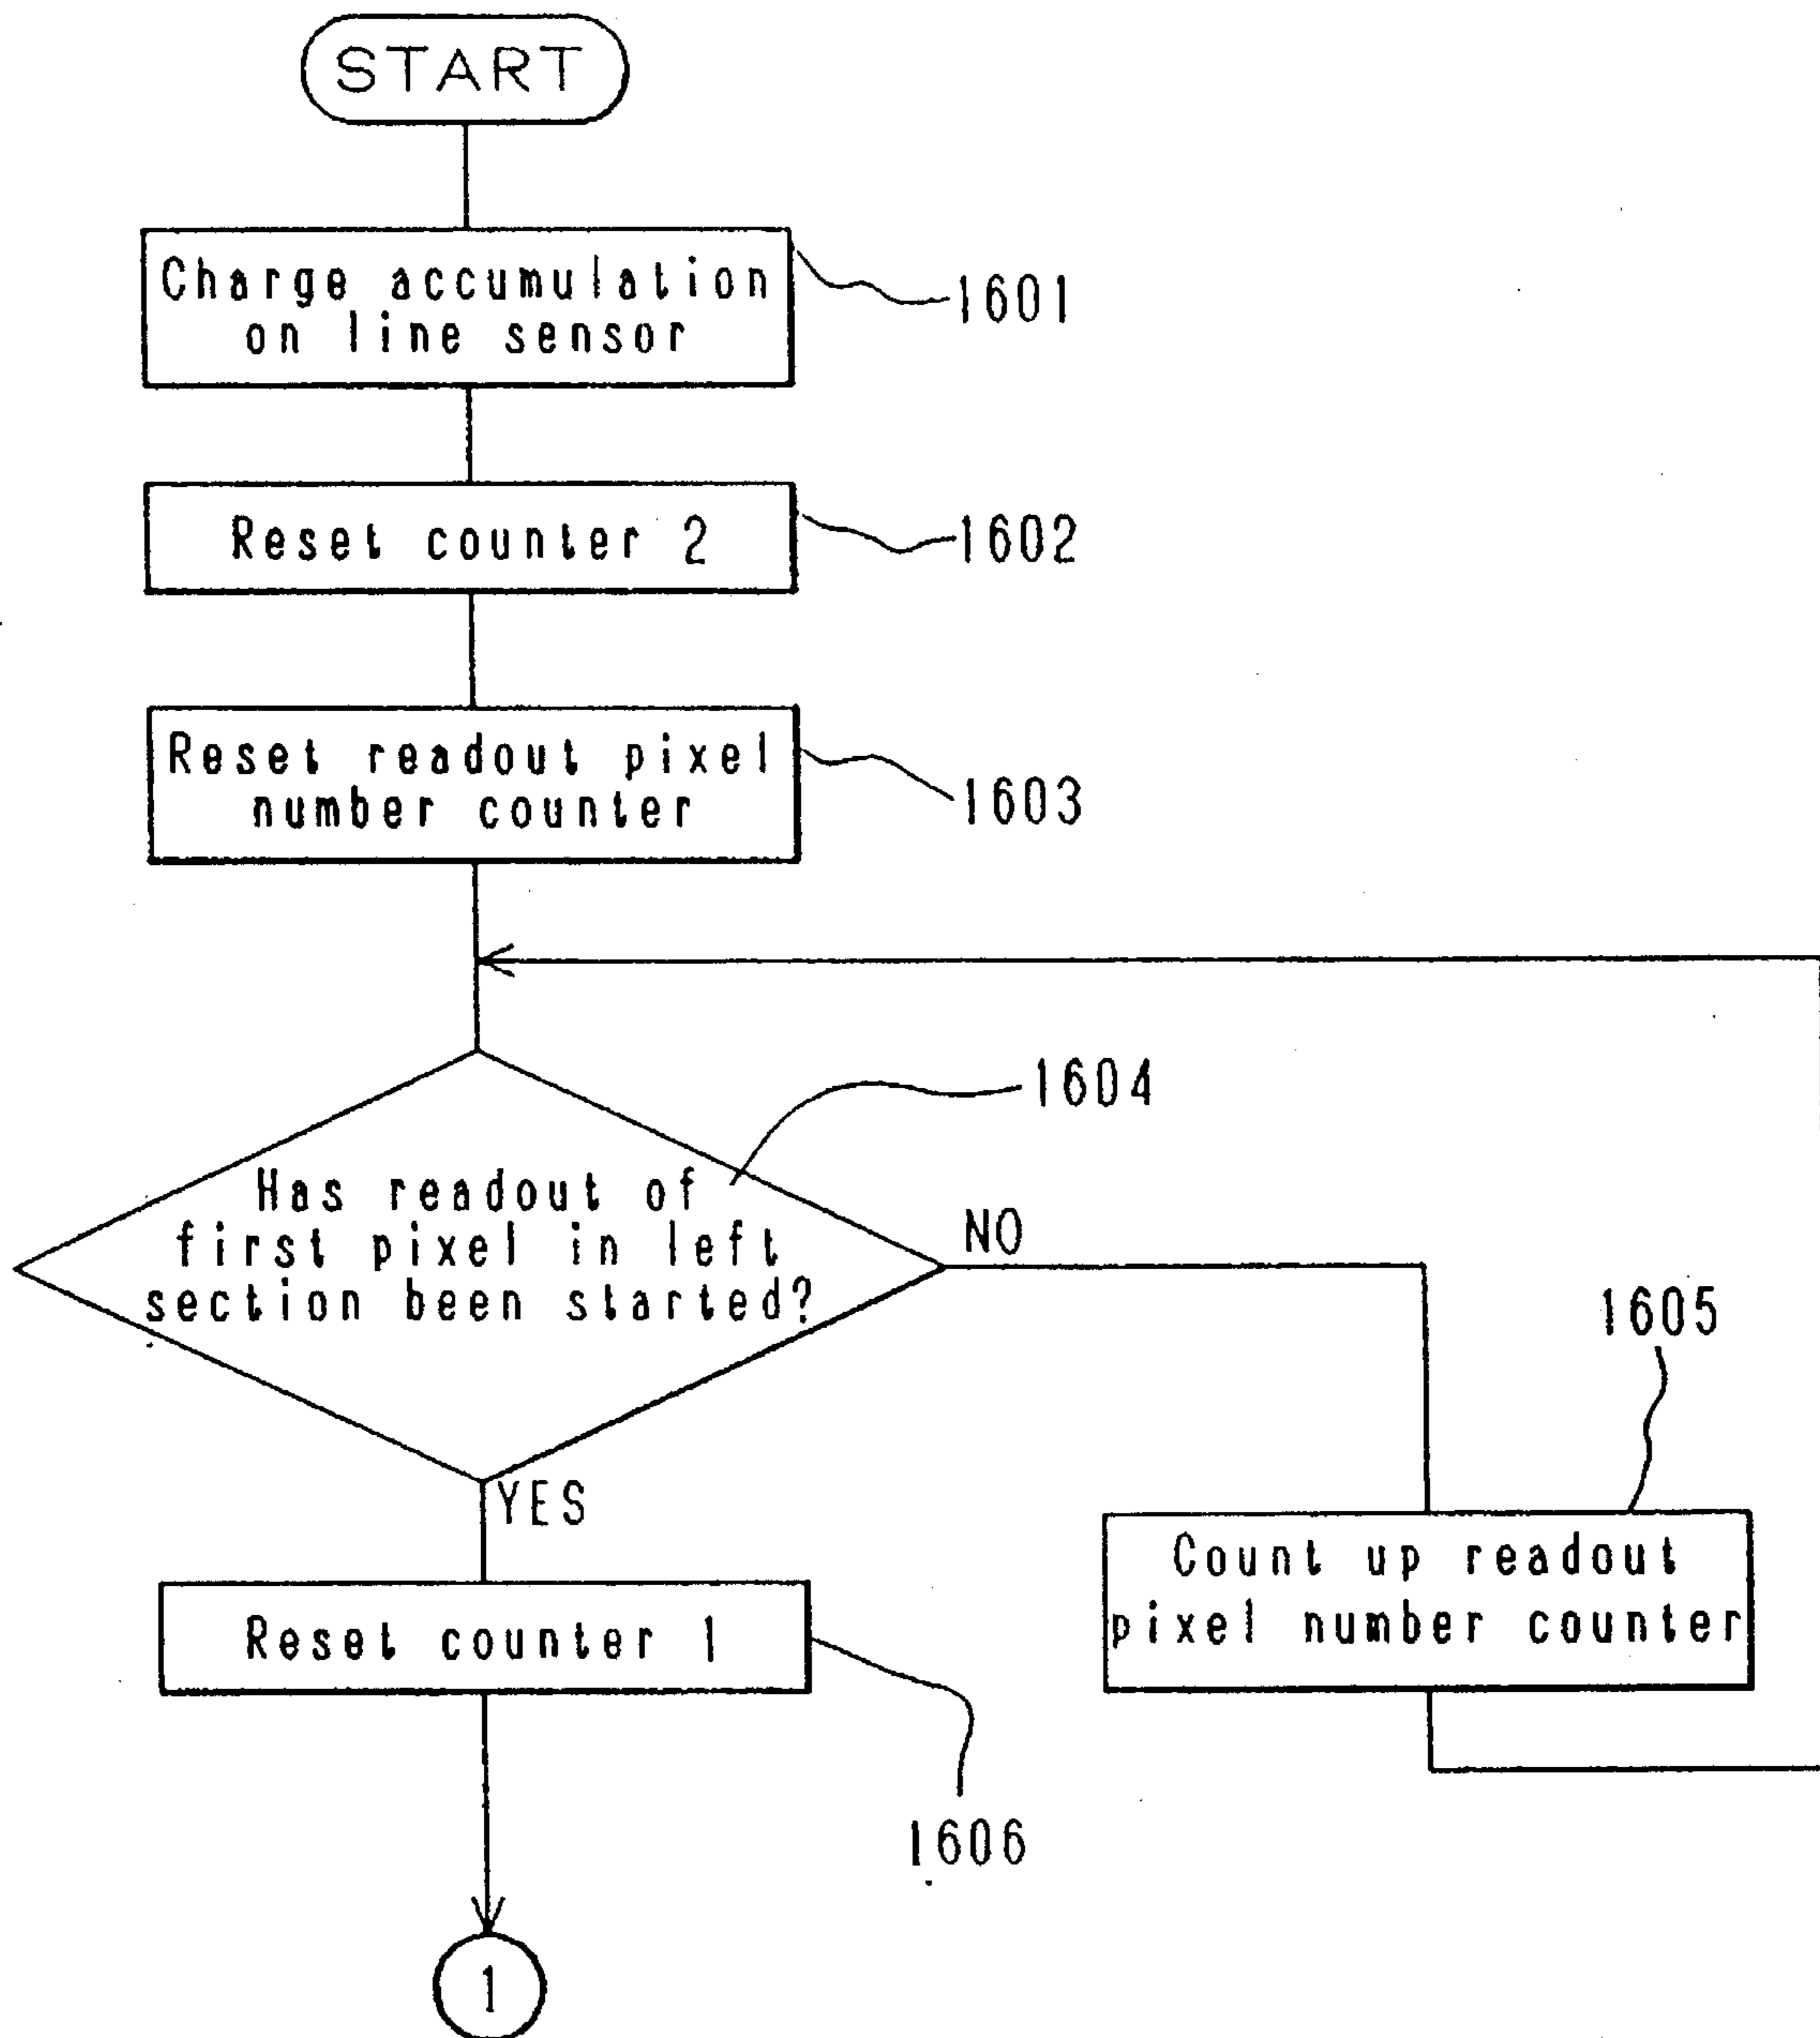 START
Charge accumulation
on line sensor
1601
Reset counter 2
1602
Reset readout pixel
number counter
1603
1604
Has readout of
first pixel in left
section been started?
NO
YES
1605
Count up readout
pixel number counter
Reset counter 1
1606
1